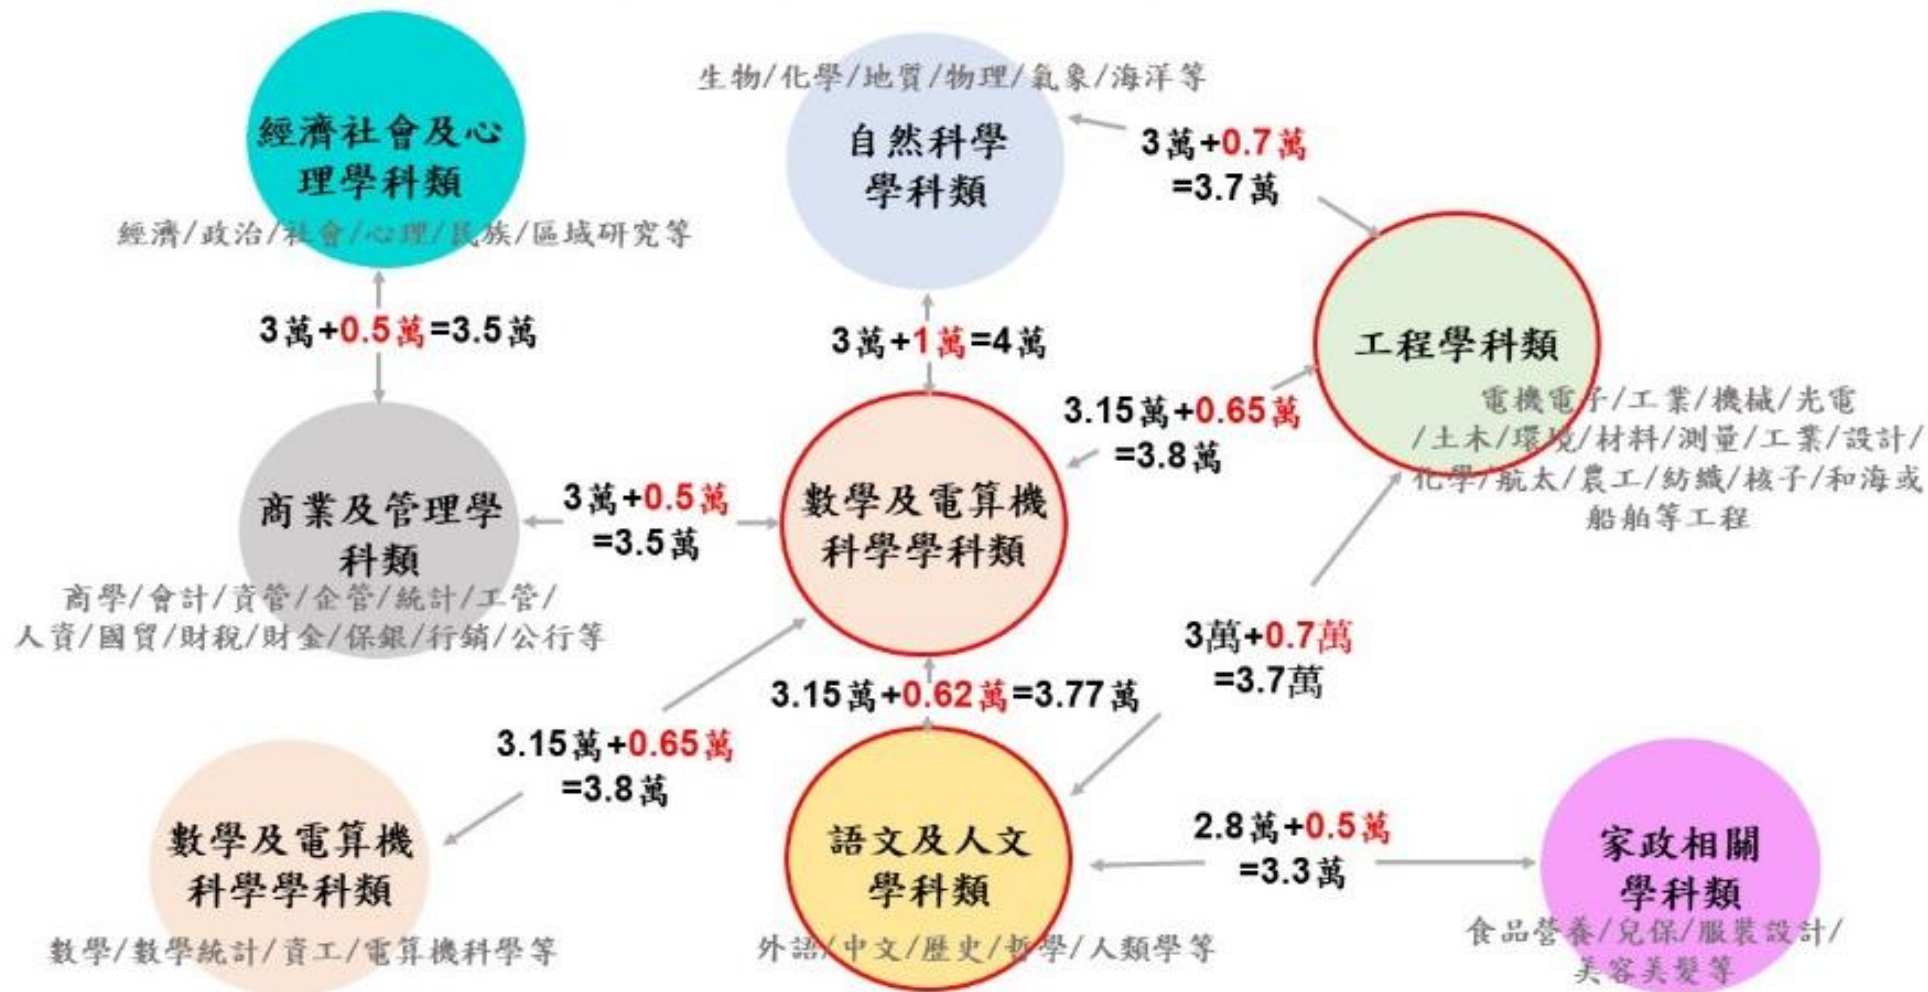 生物/化學/地質/物理/氣象/海洋等
經濟社會及心
理學科類
經濟/政治/社會/心理/民族/區域研究等
自然科學
學科類
3萬+0.7萬
=3.7萬
3萬+0.5萬=3.5萬
3萬+1萬=4萬
工程學科類
電機電子/工業/機械/光電
/土木/環境/材料/測量/工業/設計/
化學/航太/農工/紡織/核子/和海或
船舶等工程
3.15萬+0.65萬
=3.8萬
商業及管理學
科類
商學/會計/資管/企管/統計/工管/
人資/國貿/財稅/財金/保銀/行銷/公行等
3萬+0.5萬
=3.5萬
數學及電算機
科學學科類
3萬+0.7萬
=3.7萬
3.15萬+0.62萬=3.77萬
3.15萬+0.65萬
=3.8萬
數學及電算機
科學學科類
數學/數學統計/資工/電算機科學等
語文及人文
學科類
外語/中文/歷史/哲學/人類學等
2.8萬+0.5萬
=3.3萬
家政相關
學科類
食品營養/兒保/服裝設計/
美容美髮等